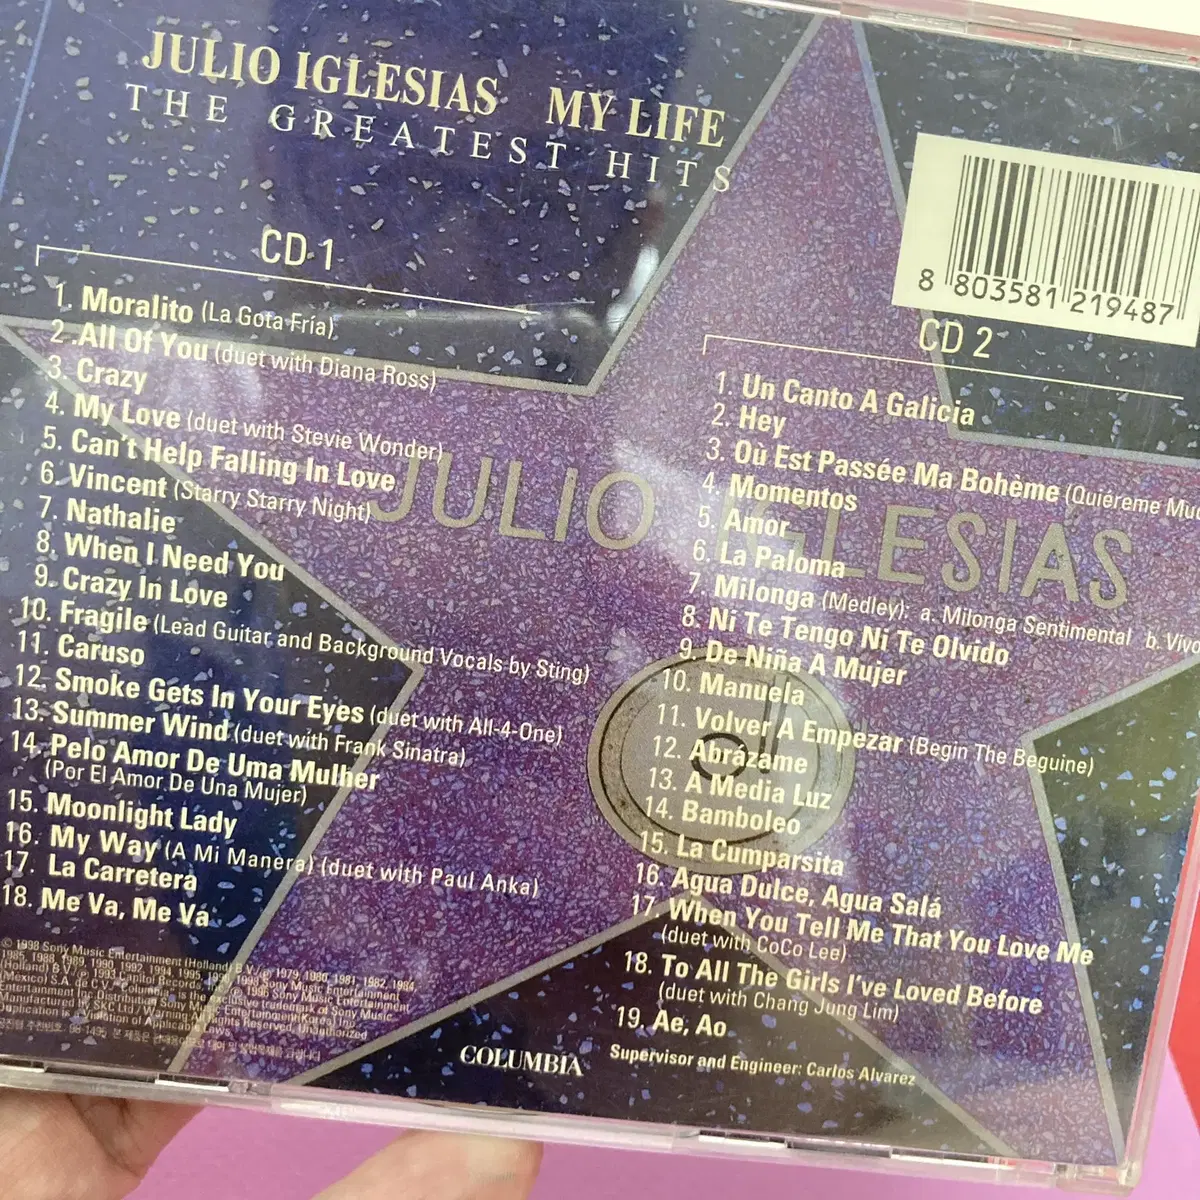 JULIO IGLESIAS MY LIFE
THE GREATEST HITS
CD 1
1. Moralito (La Gota Fría)
2. All Of You (duet with Diana Ross)
3. Crazy
4. My Love (duet with Stevie Wonder)
5. Can't Help Falling In Love
6. Vincent (Starry Starry Night)
7. Nathalie
8. When I Need You
9. Crazy In Love
10. Fragile (Lead Guitar and Background Vocals by Sting)
11. Caruso
12. Smoke Gets In Your Eyes (duet with All-4-One)
13. Summer Wind (duet with Frank Sinatra)
14. Pelo Amor De Uma Mulher
(Por El Amor De Una Mujer)
15. Moonlight Lady
16. My Way (A Mi Manera) (duet with Paul Anka)
17. La Carretera
18. Me Va, Me Va
8 803581 219487
CD 2
1. Un Canto A Galicia
2. Hey
3. Où Est Passée Ma Bohème (Quiéreme
4. Momentos
5. Amor
6. La Paloma
7. Milonga (Medley): a. Milonga Sentimental b.
8. Ni Te Tengo Ni Te Olvido
9. De Niña A Mujer
10. Manuela
11. Volver A Empezar (Begin The Beguine)
12. Abrázame
13. A Media Luz
14. Bamboleo
15. La Cumparsita
16. Agua Dulce, Agua Salá
17. When You Tell Me That You Love Me
(duet with CoCo Lee)
18. To All The Girls I've Loved Before
(duet with Chang Jung Lim)
19. Ae, Ao
JULIO IGLESIAS
© 1998 Sony Music Entertainment (Holland) B.V./℗ 1979, 1980, 1981, 1982, 1984,
COLUMBIA
Supervisor and Engineer: Carlos Alvarez